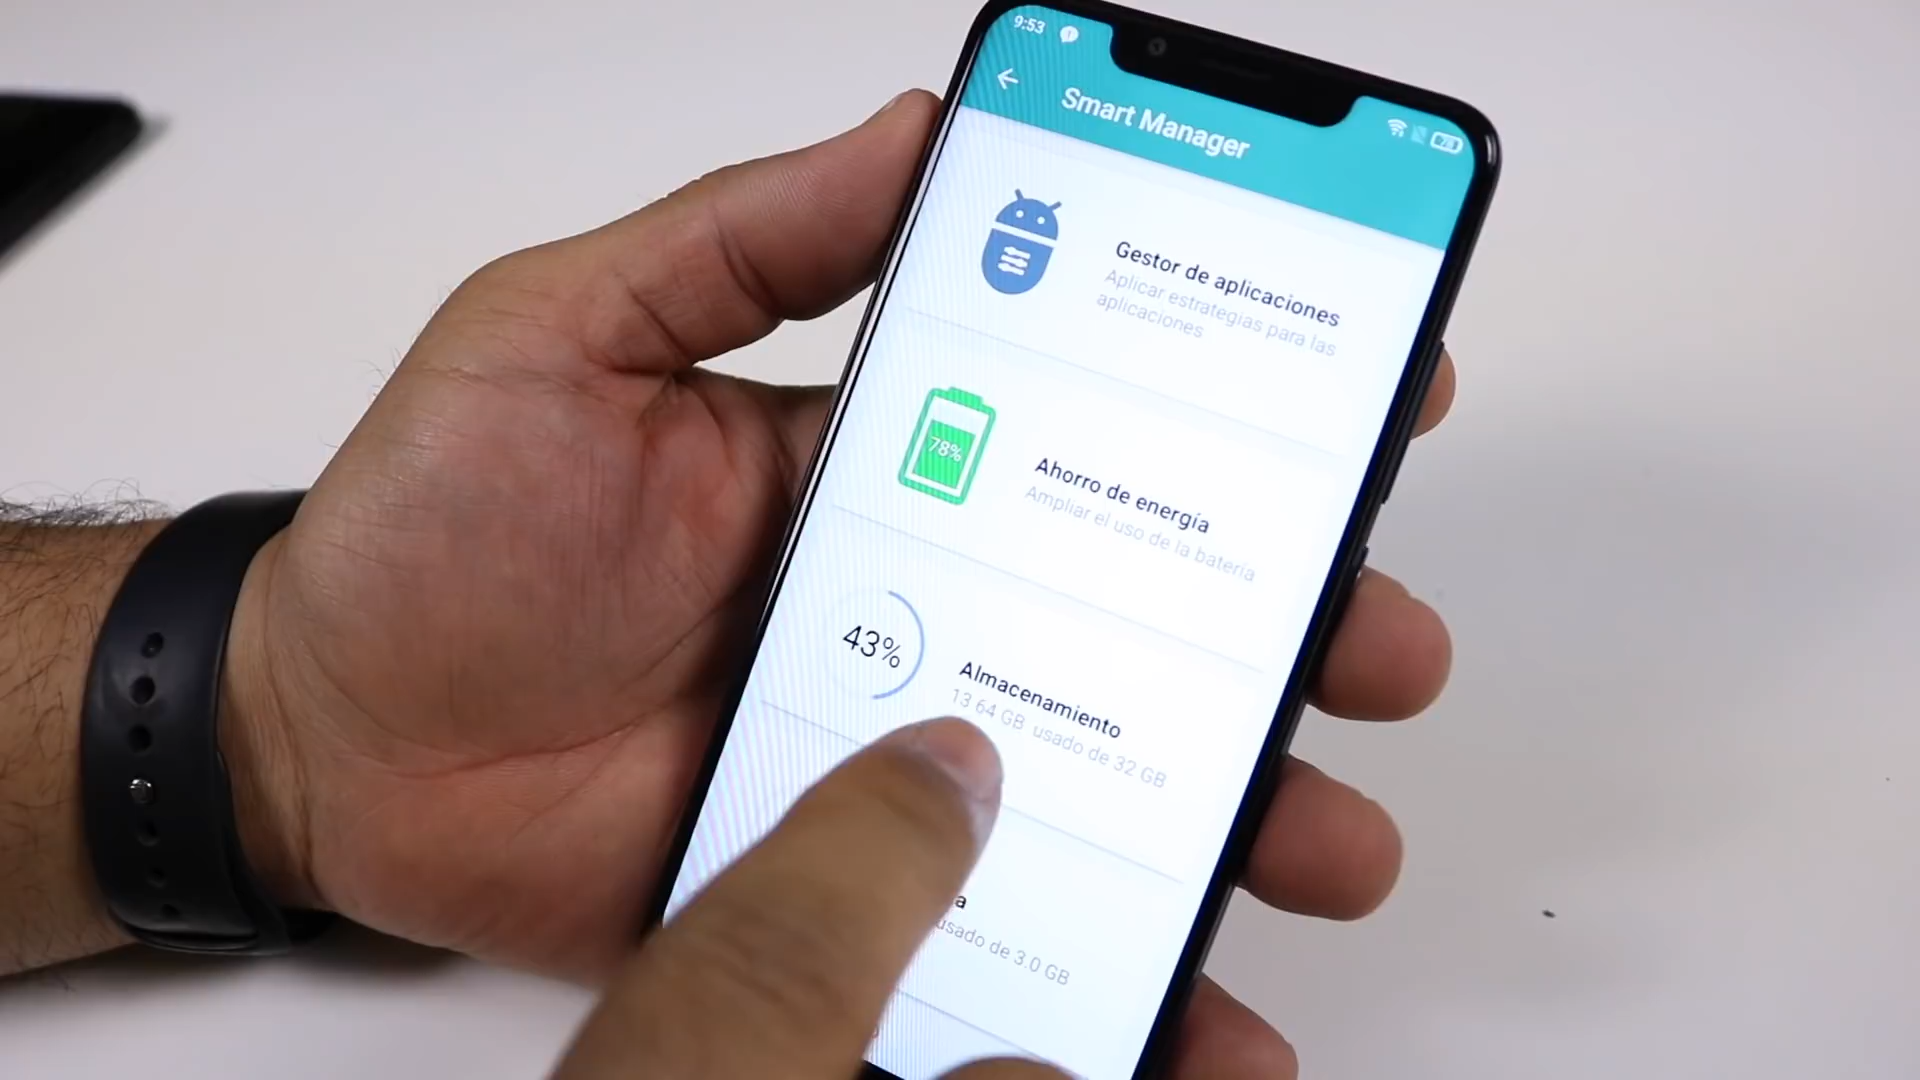 9:53
78
Smart Manager
Gestor de aplicaciones
Aplicar estrategias para las
aplicaciones
78%
Ahorro de energía
Ampliar el uso de la batería
43%
Almacenamiento
13.64 GB usado de 32 GB
a
usado de 3.0 GB